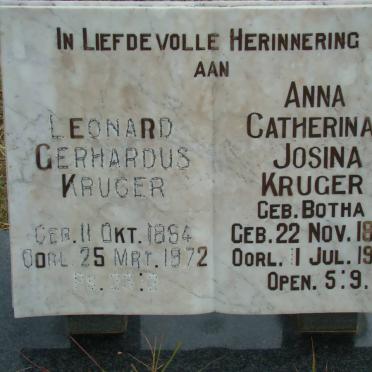 IN LIEFDEVOLLE HERINNERING
AAN
LEONARD
GERHARDUS
KRUGER
GEB. 11 OKT. 1894
OORL. 25 MRT. 1972
ANNA
CATHERINA
JOSINA
KRUGER
GEB. BOTHA
GEB. 22 NOV. 18
OORL. 1 JUL. 19
OPEN. 5:9.